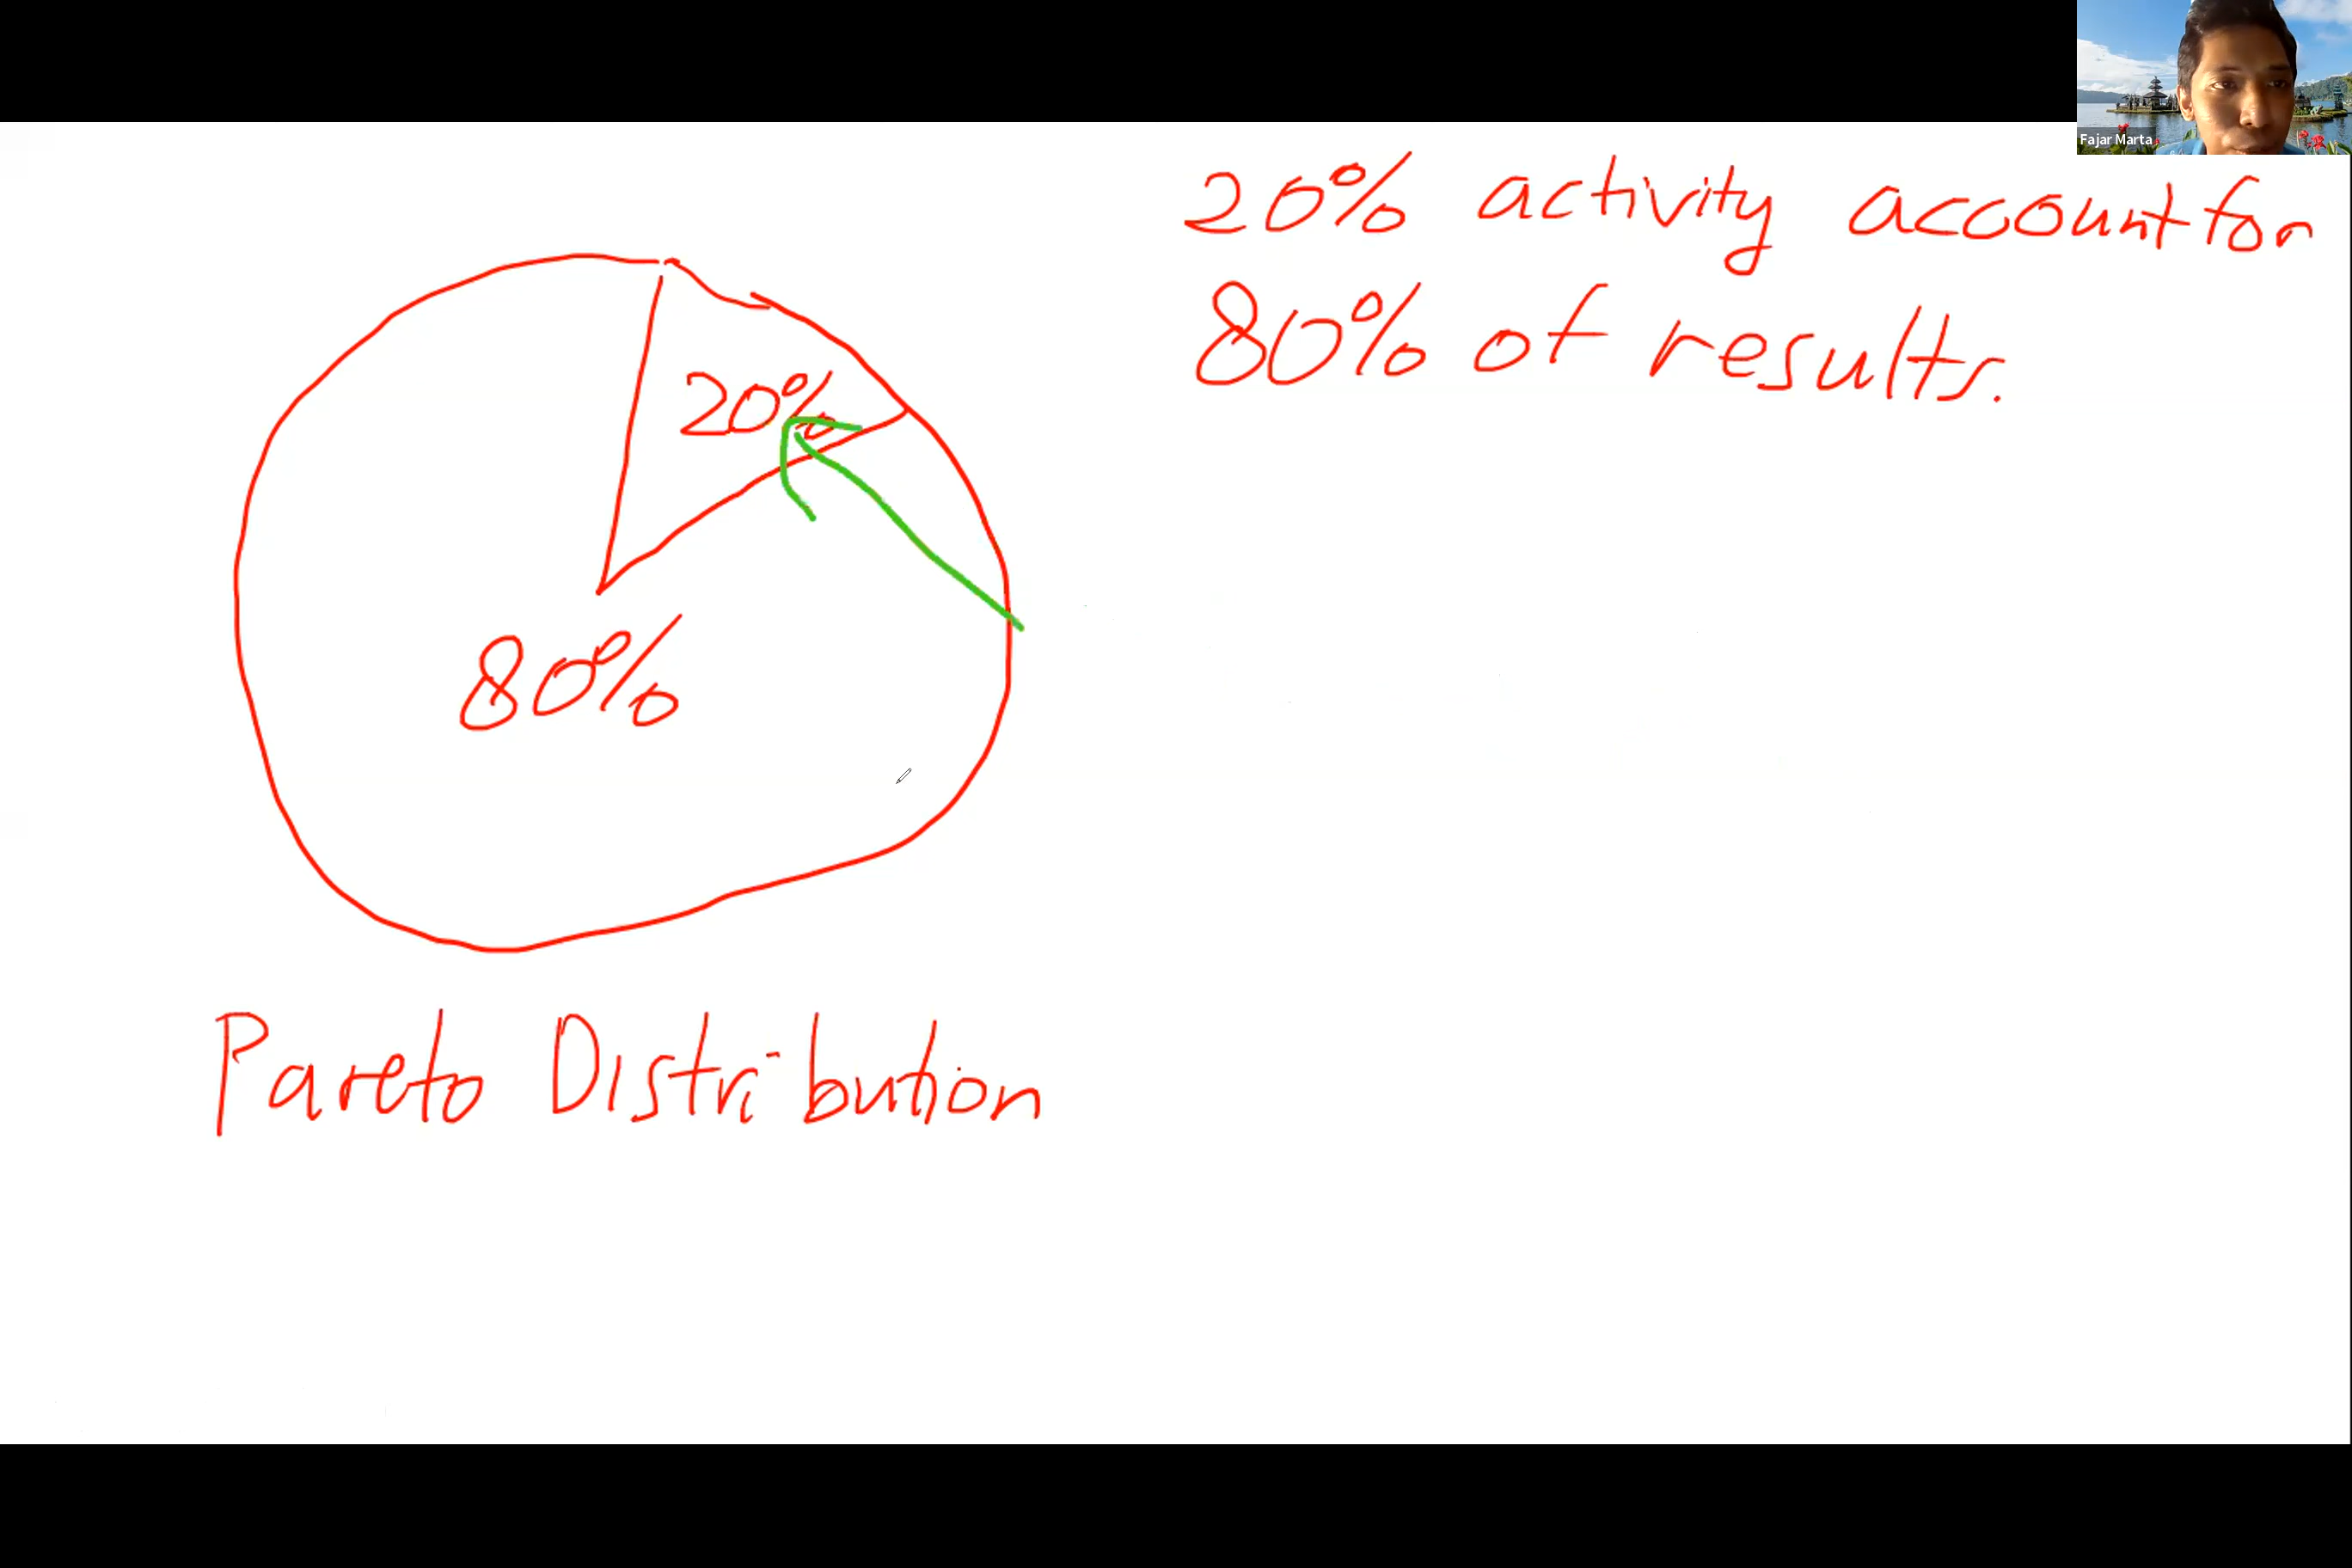 Fajar Marta
20% activity account for
80% of results.
20%
80%
Pareto Distribution